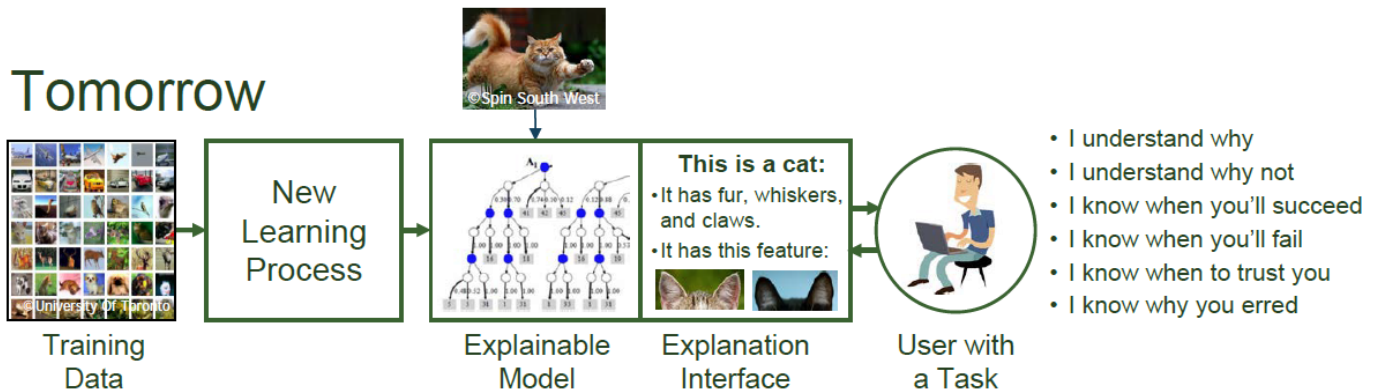 Tomorrow
©Spin South West
©University Of Toronto
Training
Data
New
Learning
Process
A₁
Explainable
Model
This is a cat:
•It has fur, whiskers,
and claws.
•It has this feature:
Explanation
Interface
User with
a Task
• I understand why
• I understand why not
• I know when you’ll succeed
• I know when you’ll fail
• I know when to trust you
• I know why you erred